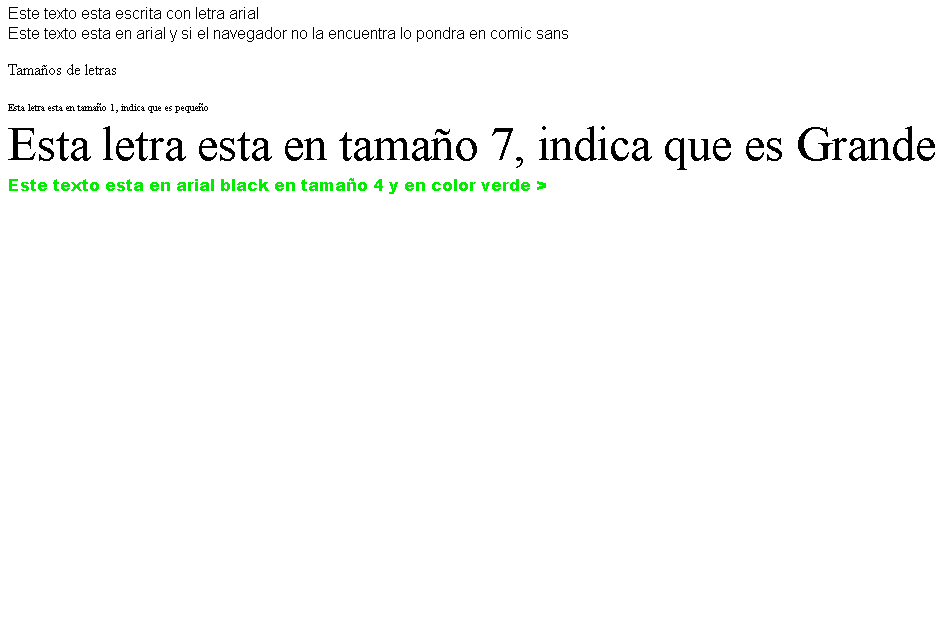 Este texto esta escrita con letra arial
Este texto esta en arial y si el navegador no la encuentra lo pondra en comic sans
Tamaños de letras
Esta letra esta en tamaño 1, indica que es pequeño
Esta letra esta en tamaño 7, indica que es Grande
Este texto esta en arial black en tamaño 4 y en color verde >